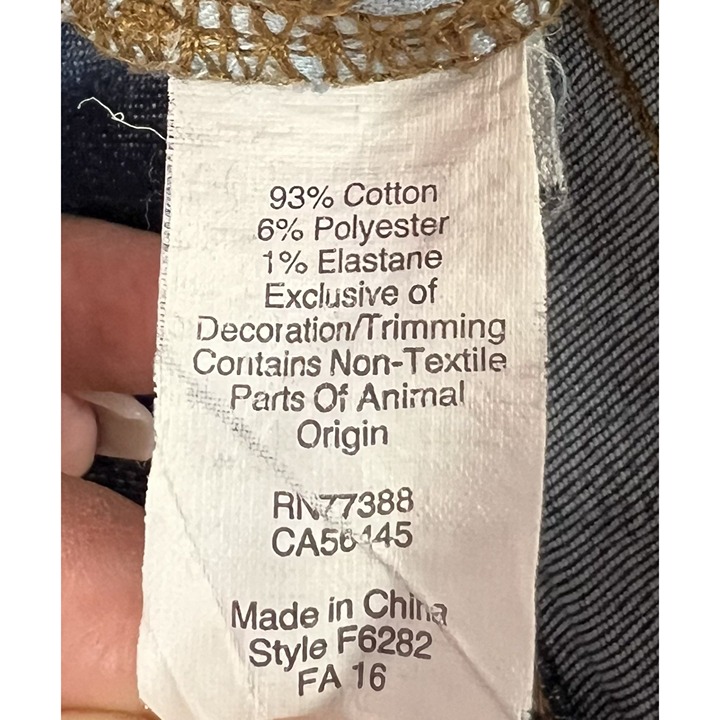 93% Cotton
6% Polyester
1% Elastane
Exclusive of
Decoration/Trimming
Contains Non-Textile
Parts Of Animal
Origin
RN77388
Made in China
Style F6282
FA 16